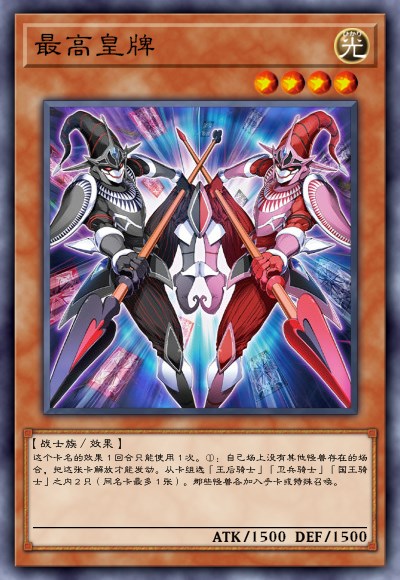 最高皇牌
光
【战士族／效果】
这个卡名的效果1回合只能使用1次。①：自己场上没有其他怪兽存在的场
合，把这张卡解放才能发动。从卡组选「王后骑士」「卫兵骑士」「国王骑
士」之内2只（同名卡最多1张）。那些怪兽各加入手卡或特殊召唤。
ATK/1500 DEF/1500